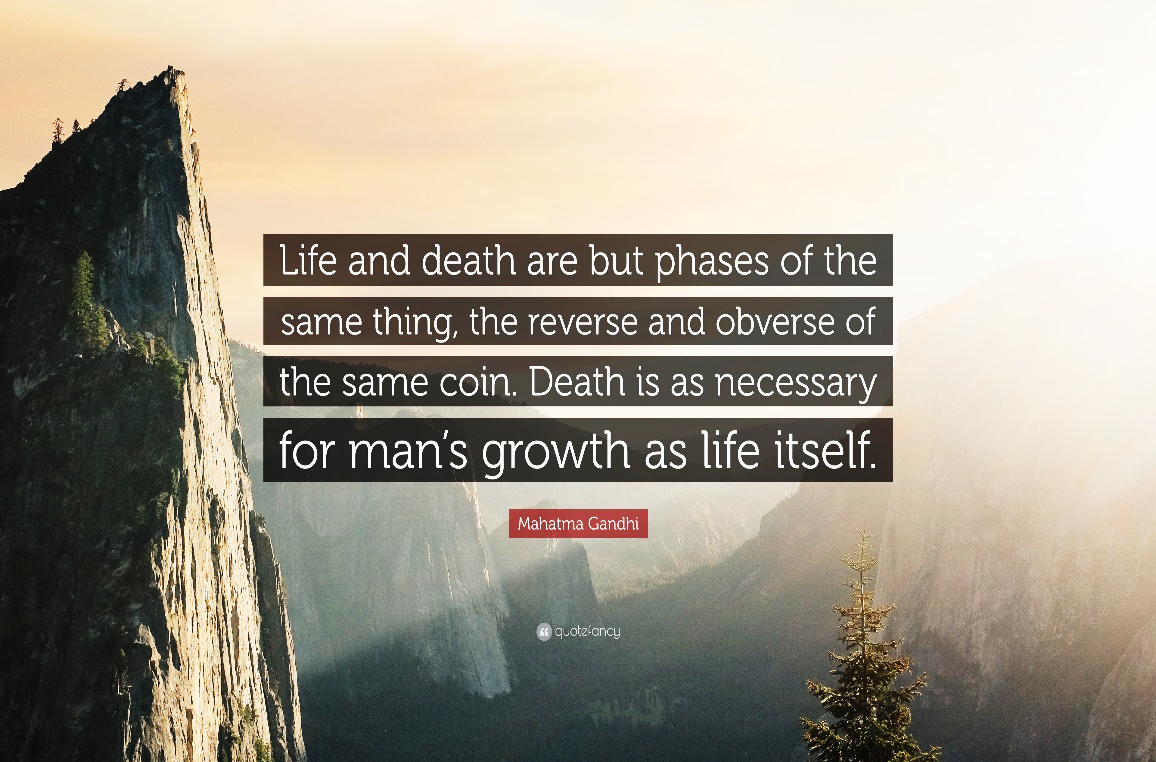 Life and death are but phases of the
same thing, the reverse and obverse of
the same coin. Death is as necessary
for man’s growth as life itself.
Mahatma Gandhi
quotefancy